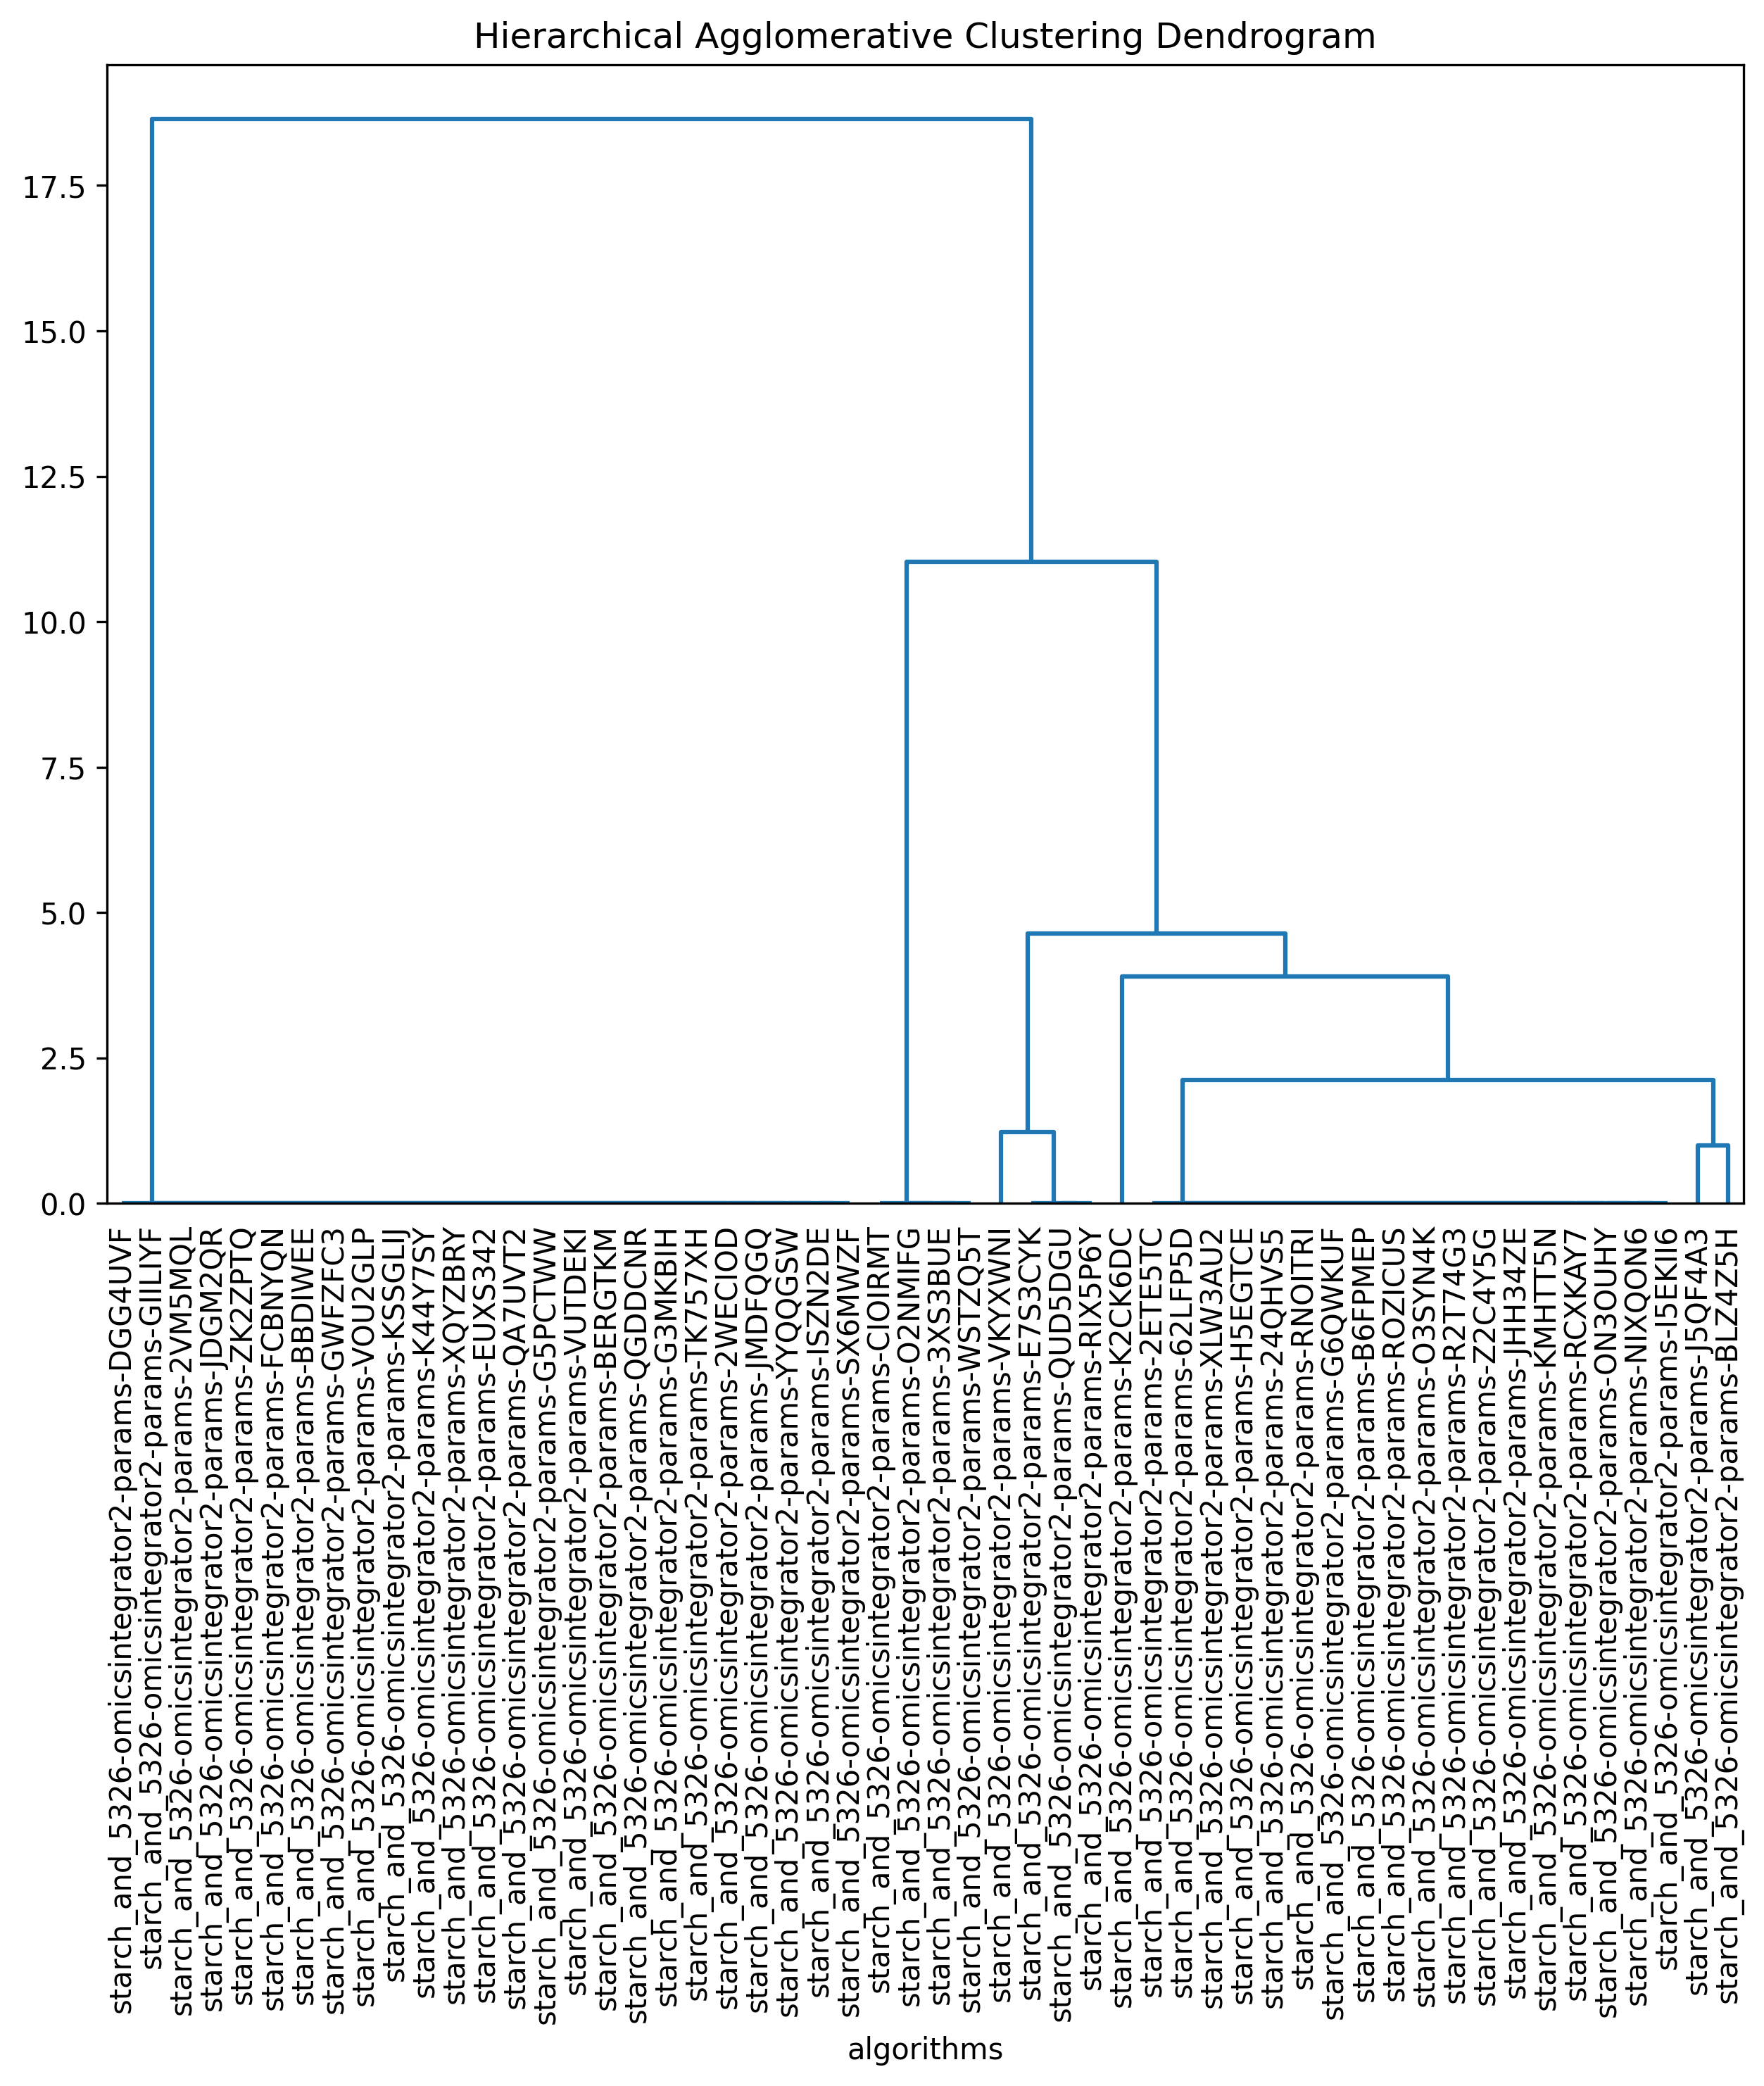 Hierarchical Agglomerative Clustering Dendrogram
17.5
15.0
12.5
10.0
7.5
5.0
2.5
0.0
starch_and_5326-omicsintegrator2-params-DGG4UVF
starch_and_5326-omicsintegrator2-params-GIILIYF
starch_and_5326-omicsintegrator2-params-2VM5MQL
starch_and_5326-omicsintegrator2-params-JDGM2QR
starch_and_5326-omicsintegrator2-params-ZK2ZPTQ
starch_and_5326-omicsintegrator2-params-FCBNYQN
starch_and_5326-omicsintegrator2-params-BBDIWEE
starch_and_5326-omicsintegrator2-params-GWFZFC3
starch_and_5326-omicsintegrator2-params-VOU2GLP
starch_and_5326-omicsintegrator2-params-KSSGLIJ
starch_and_5326-omicsintegrator2-params-K44Y7SY
starch_and_5326-omicsintegrator2-params-XQYZBRY
starch_and_5326-omicsintegrator2-params-EUXS342
starch_and_5326-omicsintegrator2-params-QA7UVT2
starch_and_5326-omicsintegrator2-params-G5PCTWW
starch_and_5326-omicsintegrator2-params-VUTDEKI
starch_and_5326-omicsintegrator2-params-BERGTKM
starch_and_5326-omicsintegrator2-params-QGDDCNR
starch_and_5326-omicsintegrator2-params-G3MKBIH
starch_and_5326-omicsintegrator2-params-TK757XH
starch_and_5326-omicsintegrator2-params-2WECIOD
starch_and_5326-omicsintegrator2-params-JMDFQGQ
starch_and_5326-omicsintegrator2-params-YYQQGSW
starch_and_5326-omicsintegrator2-params-ISZN2DE
starch_and_5326-omicsintegrator2-params-SX6MWZF
starch_and_5326-omicsintegrator2-params-CIOIRMT
starch_and_5326-omicsintegrator2-params-O2NMIFG
starch_and_5326-omicsintegrator2-params-3XS3BUE
starch_and_5326-omicsintegrator2-params-WSTZQ5T
starch_and_5326-omicsintegrator2-params-VKYXWNI
starch_and_5326-omicsintegrator2-params-E7S3CYK
starch_and_5326-omicsintegrator2-params-QUD5DGU
starch_and_5326-omicsintegrator2-params-RIX5P6Y
starch_and_5326-omicsintegrator2-params-K2CK6DC
starch_and_5326-omicsintegrator2-params-2ETE5TC
starch_and_5326-omicsintegrator2-params-62LFP5D
starch_and_5326-omicsintegrator2-params-XLW3AU2
starch_and_5326-omicsintegrator2-params-H5EGTCE
starch_and_5326-omicsintegrator2-params-24QHVS5
starch_and_5326-omicsintegrator2-params-RNOITRI
starch_and_5326-omicsintegrator2-params-G6QWKUF
starch_and_5326-omicsintegrator2-params-B6FPMEP
starch_and_5326-omicsintegrator2-params-ROZICUS
starch_and_5326-omicsintegrator2-params-O3SYN4K
starch_and_5326-omicsintegrator2-params-R2T74G3
starch_and_5326-omicsintegrator2-params-Z2C4Y5G
starch_and_5326-omicsintegrator2-params-JHH34ZE
starch_and_5326-omicsintegrator2-params-KMHTT5N
starch_and_5326-omicsintegrator2-params-RCXKAY7
starch_and_5326-omicsintegrator2-params-ON3OUHY
starch_and_5326-omicsintegrator2-params-NIXQON6
starch_and_5326-omicsintegrator2-params-I5EKII6
starch_and_5326-omicsintegrator2-params-J5QF4A3
starch_and_5326-omicsintegrator2-params-BLZ4Z5H
algorithms